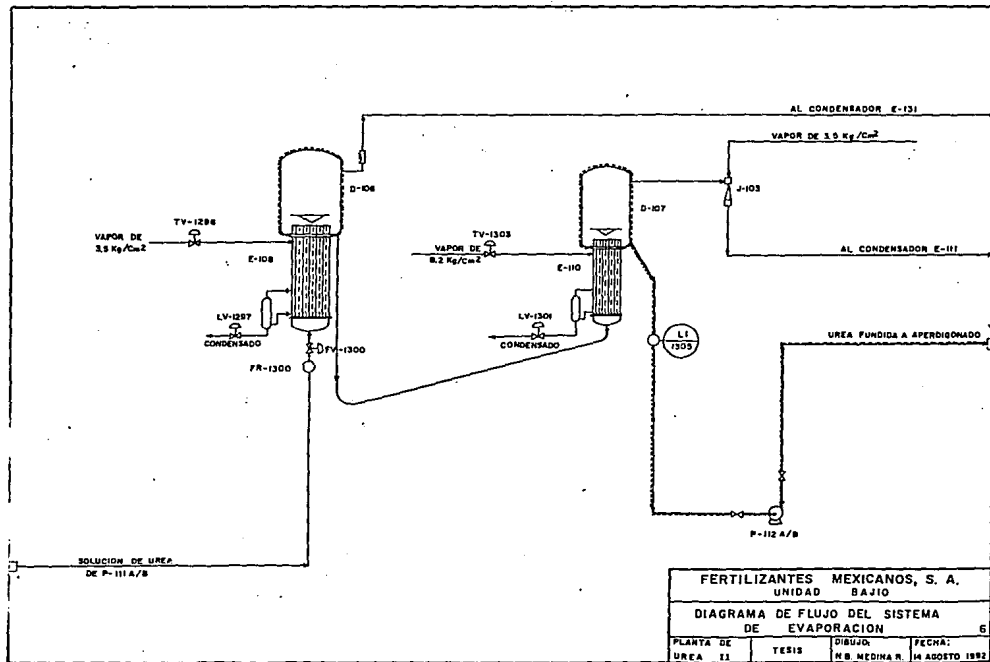 AL CONDENSADOR E-131
VAPOR DE 3.5 Kg/Cm²
D-106
D-107
J-103
TV-1296
VAPOR DE
3.5 Kg/Cm²
E-108
TV-1303
VAPOR DE
8.2 Kg/Cm²
E-110
AL CONDENSADOR E-111
LV-1297
CONDENSADO
LV-1301
CONDENSADO
FV-1300
FR-1300
LI
1305
UREA FUNDIDA A APERDIGONADO
P-112 A/B
SOLUCION DE UREA
DE P-111 A/B
FERTILIZANTES MEXICANOS, S. A.
UNIDAD BAJIO
DIAGRAMA DE FLUJO DEL SISTEMA
DE EVAPORACION 6
PLANTA DE
UREA II
TESIS
DIBUJO:
N.B. MEDINA R.
FECHA:
14 AGOSTO 1992